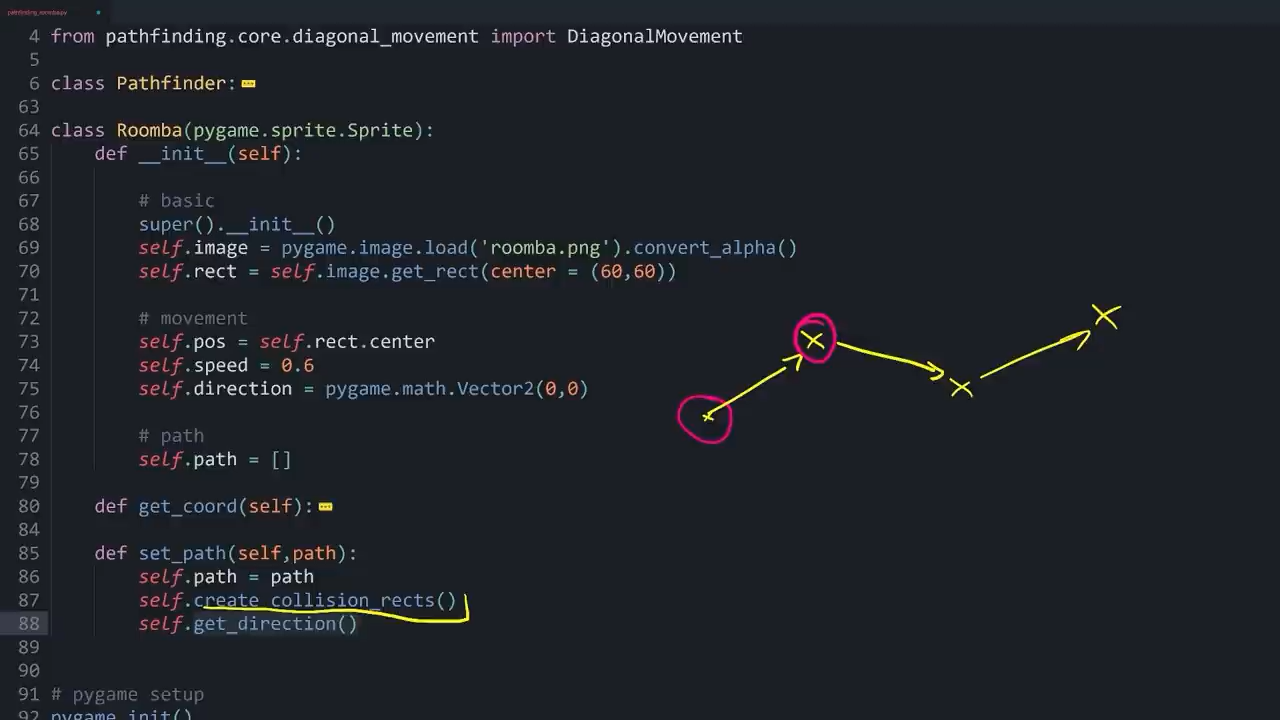 pathfinding_roomba.py
4 from pathfinding.core.diagonal_movement import DiagonalMovement
5
6 class Pathfinder:
63
64 class Roomba(pygame.sprite.Sprite):
65 def __init__(self):
66
67 # basic
68 super().__init__()
69 self.image = pygame.image.load('roomba.png').convert_alpha()
70 self.rect = self.image.get_rect(center = (60,60))
71
72 # movement
73 self.pos = self.rect.center
74 self.speed = 0.6
75 self.direction = pygame.math.Vector2(0,0)
76
77 # path
78 self.path = []
79
80 def get_coord(self):
84
85 def set_path(self,path):
86 self.path = path
87 self.create_collision_rects()
88 self.get_direction()
89
90
91 # pygame setup
92 pygame.init()